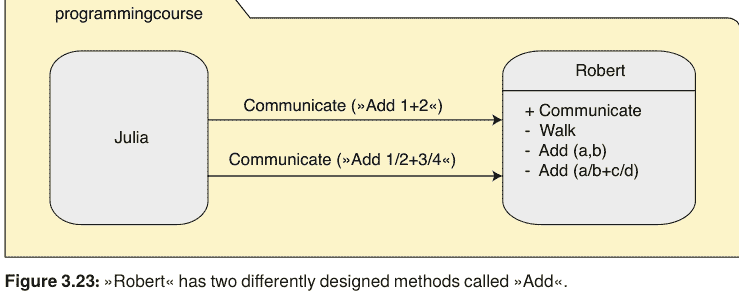 programmingcourse
Julia
Communicate (»Add 1+2«)
Communicate (»Add 1/2+3/4«)
Robert
+ Communicate
- Walk
- Add (a,b)
- Add (a/b+c/d)
Figure 3.23: »Robert« has two differently designed methods called »Add«.